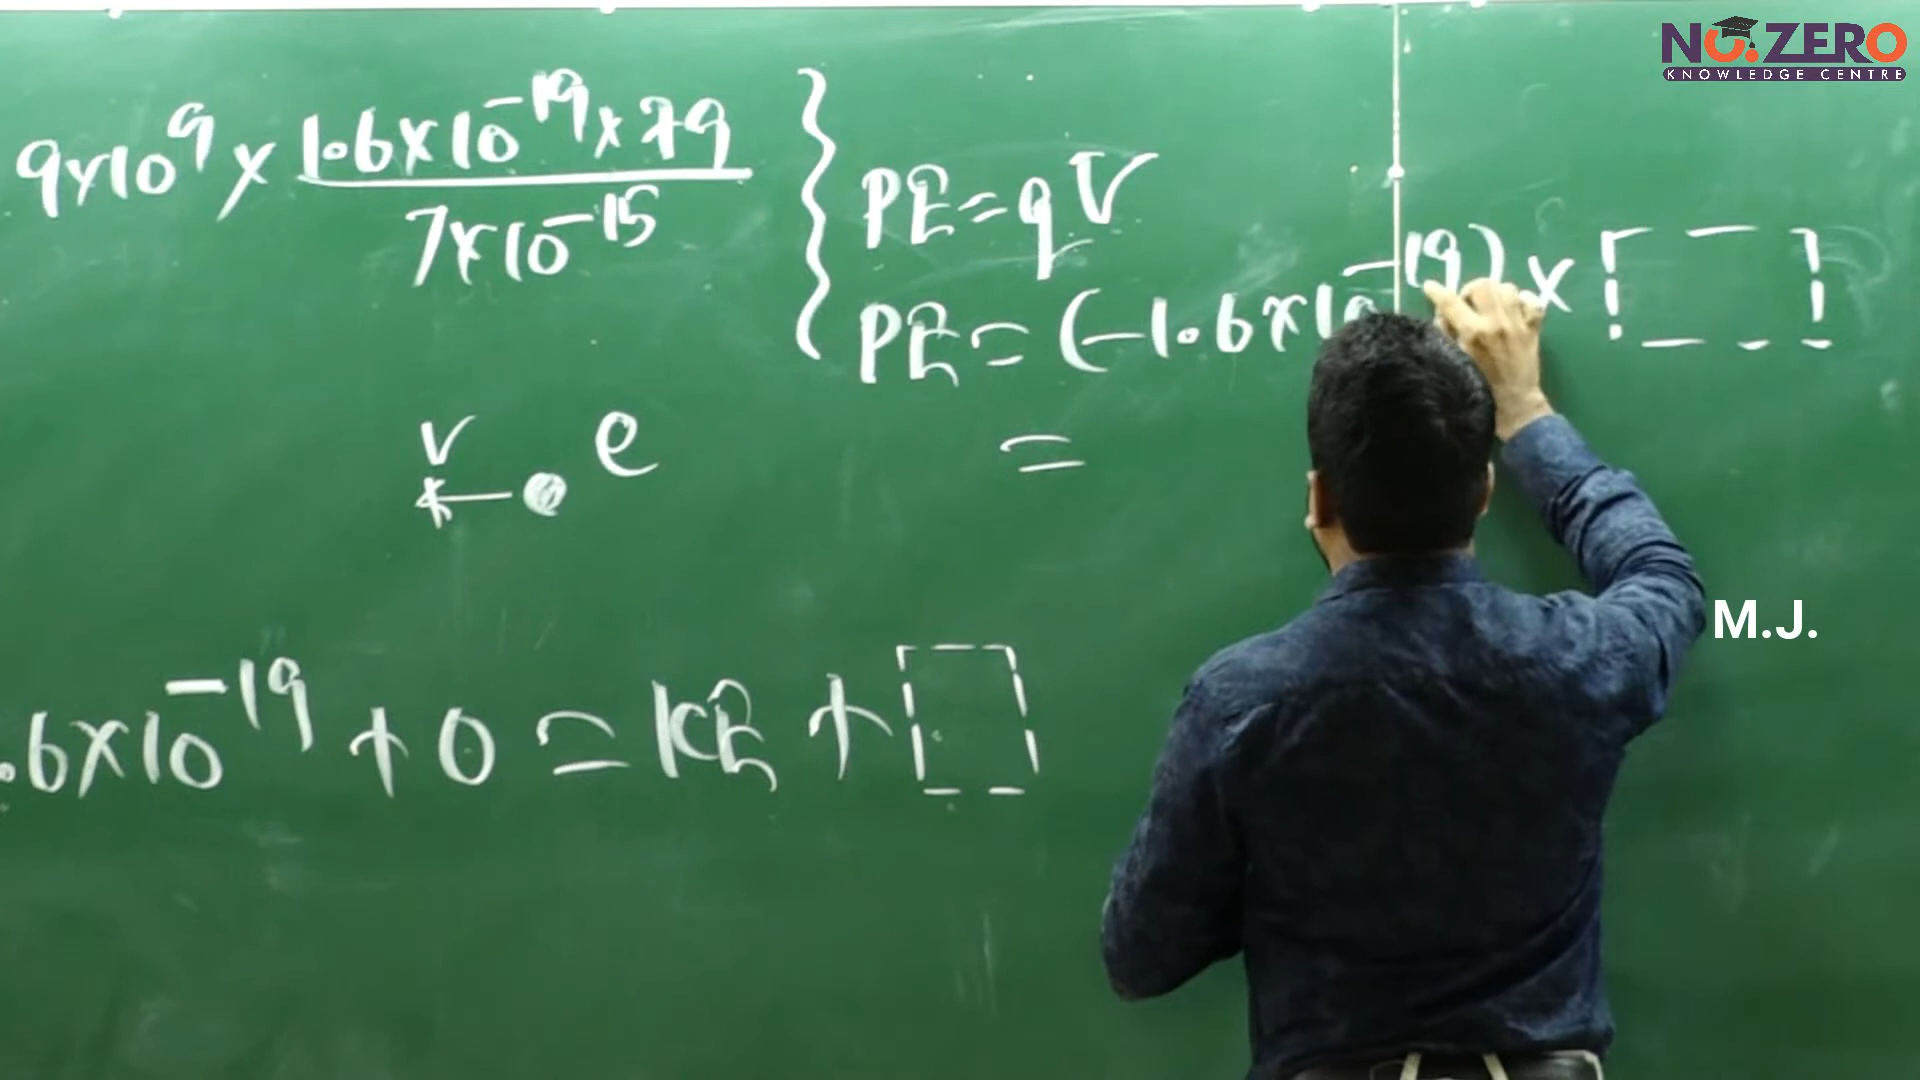 NO.ZERO
KNOWLEDGE CENTRE
9×10⁹ × 1.6×10⁻¹⁹×79
7×10⁻¹⁵
PE=qV
PE=(-1.6×10⁻¹⁹)×
V
e
=
M.J.
.6×10⁻¹⁹+0=KE+